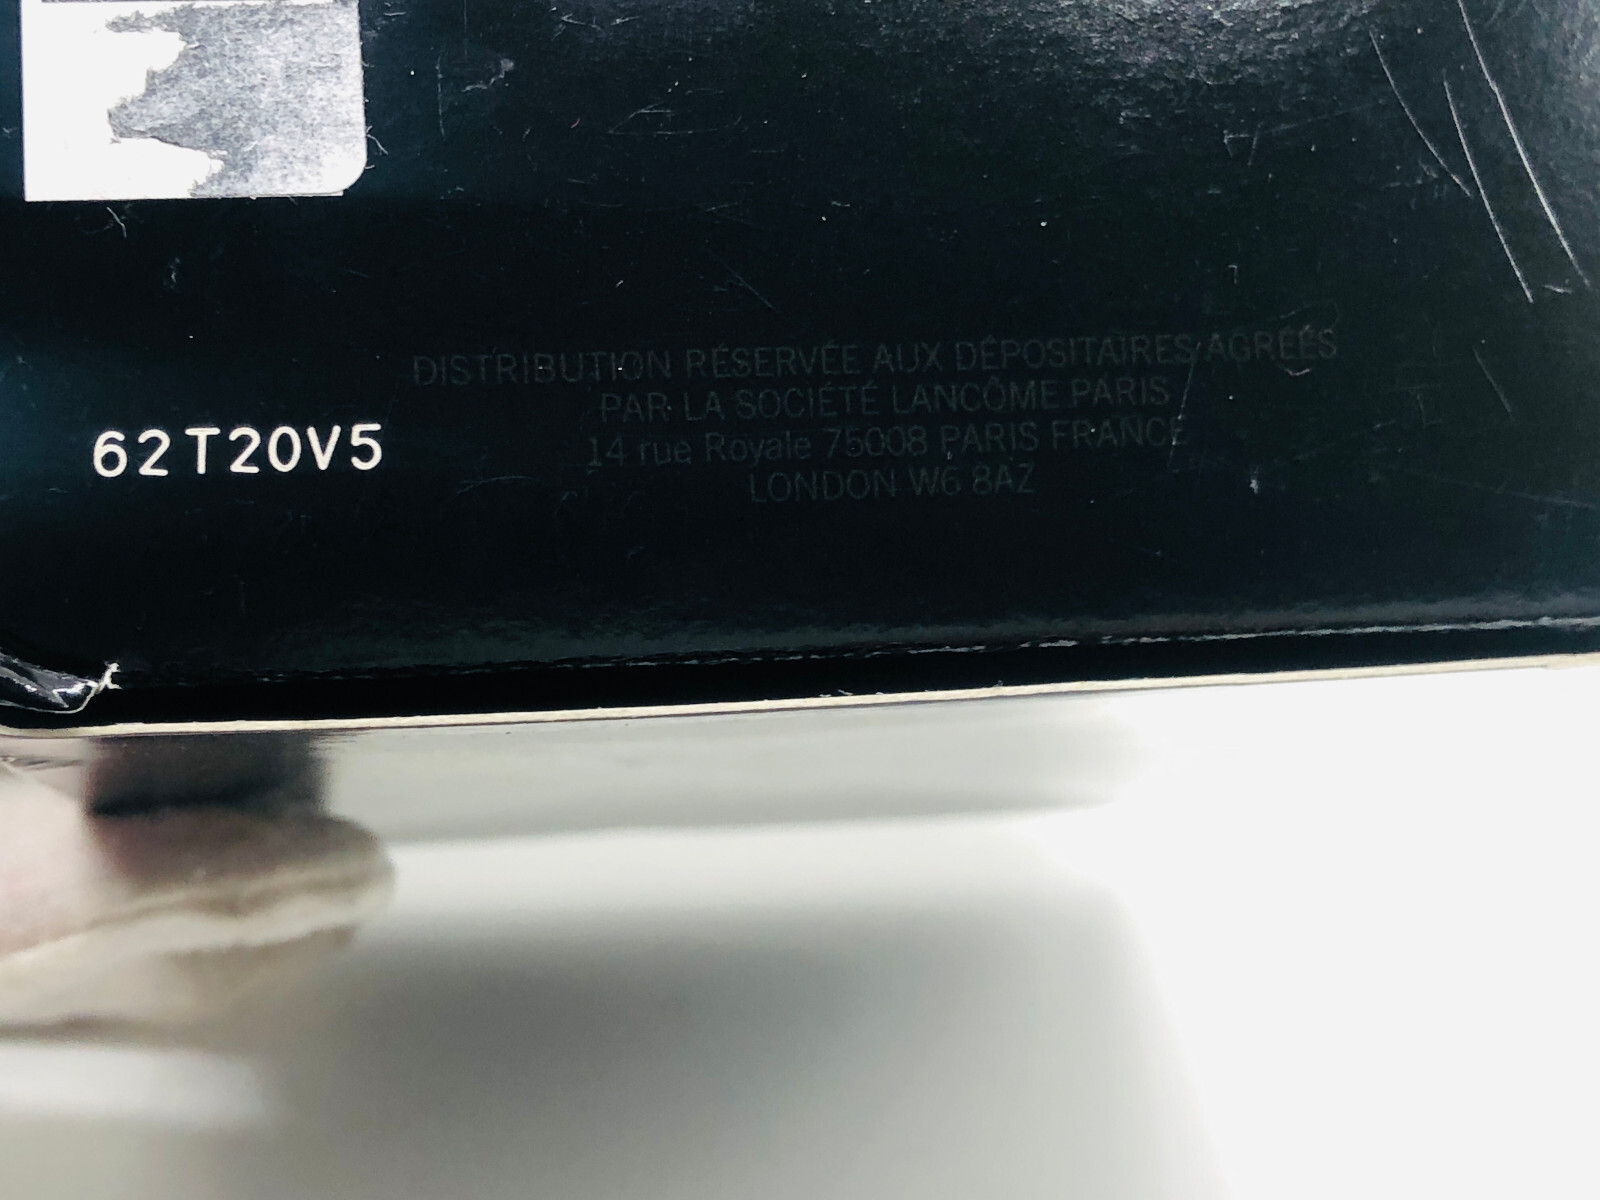 DISTRIBUTION RÉSERVÉE AUX DÉPOSITAIRES AGRÉÉS
PAR LA SOCIÉTÉ LANCÔME PARIS
14 rue Royale 75008 PARIS FRANCE
LONDON W6 8AZ
62T20V5